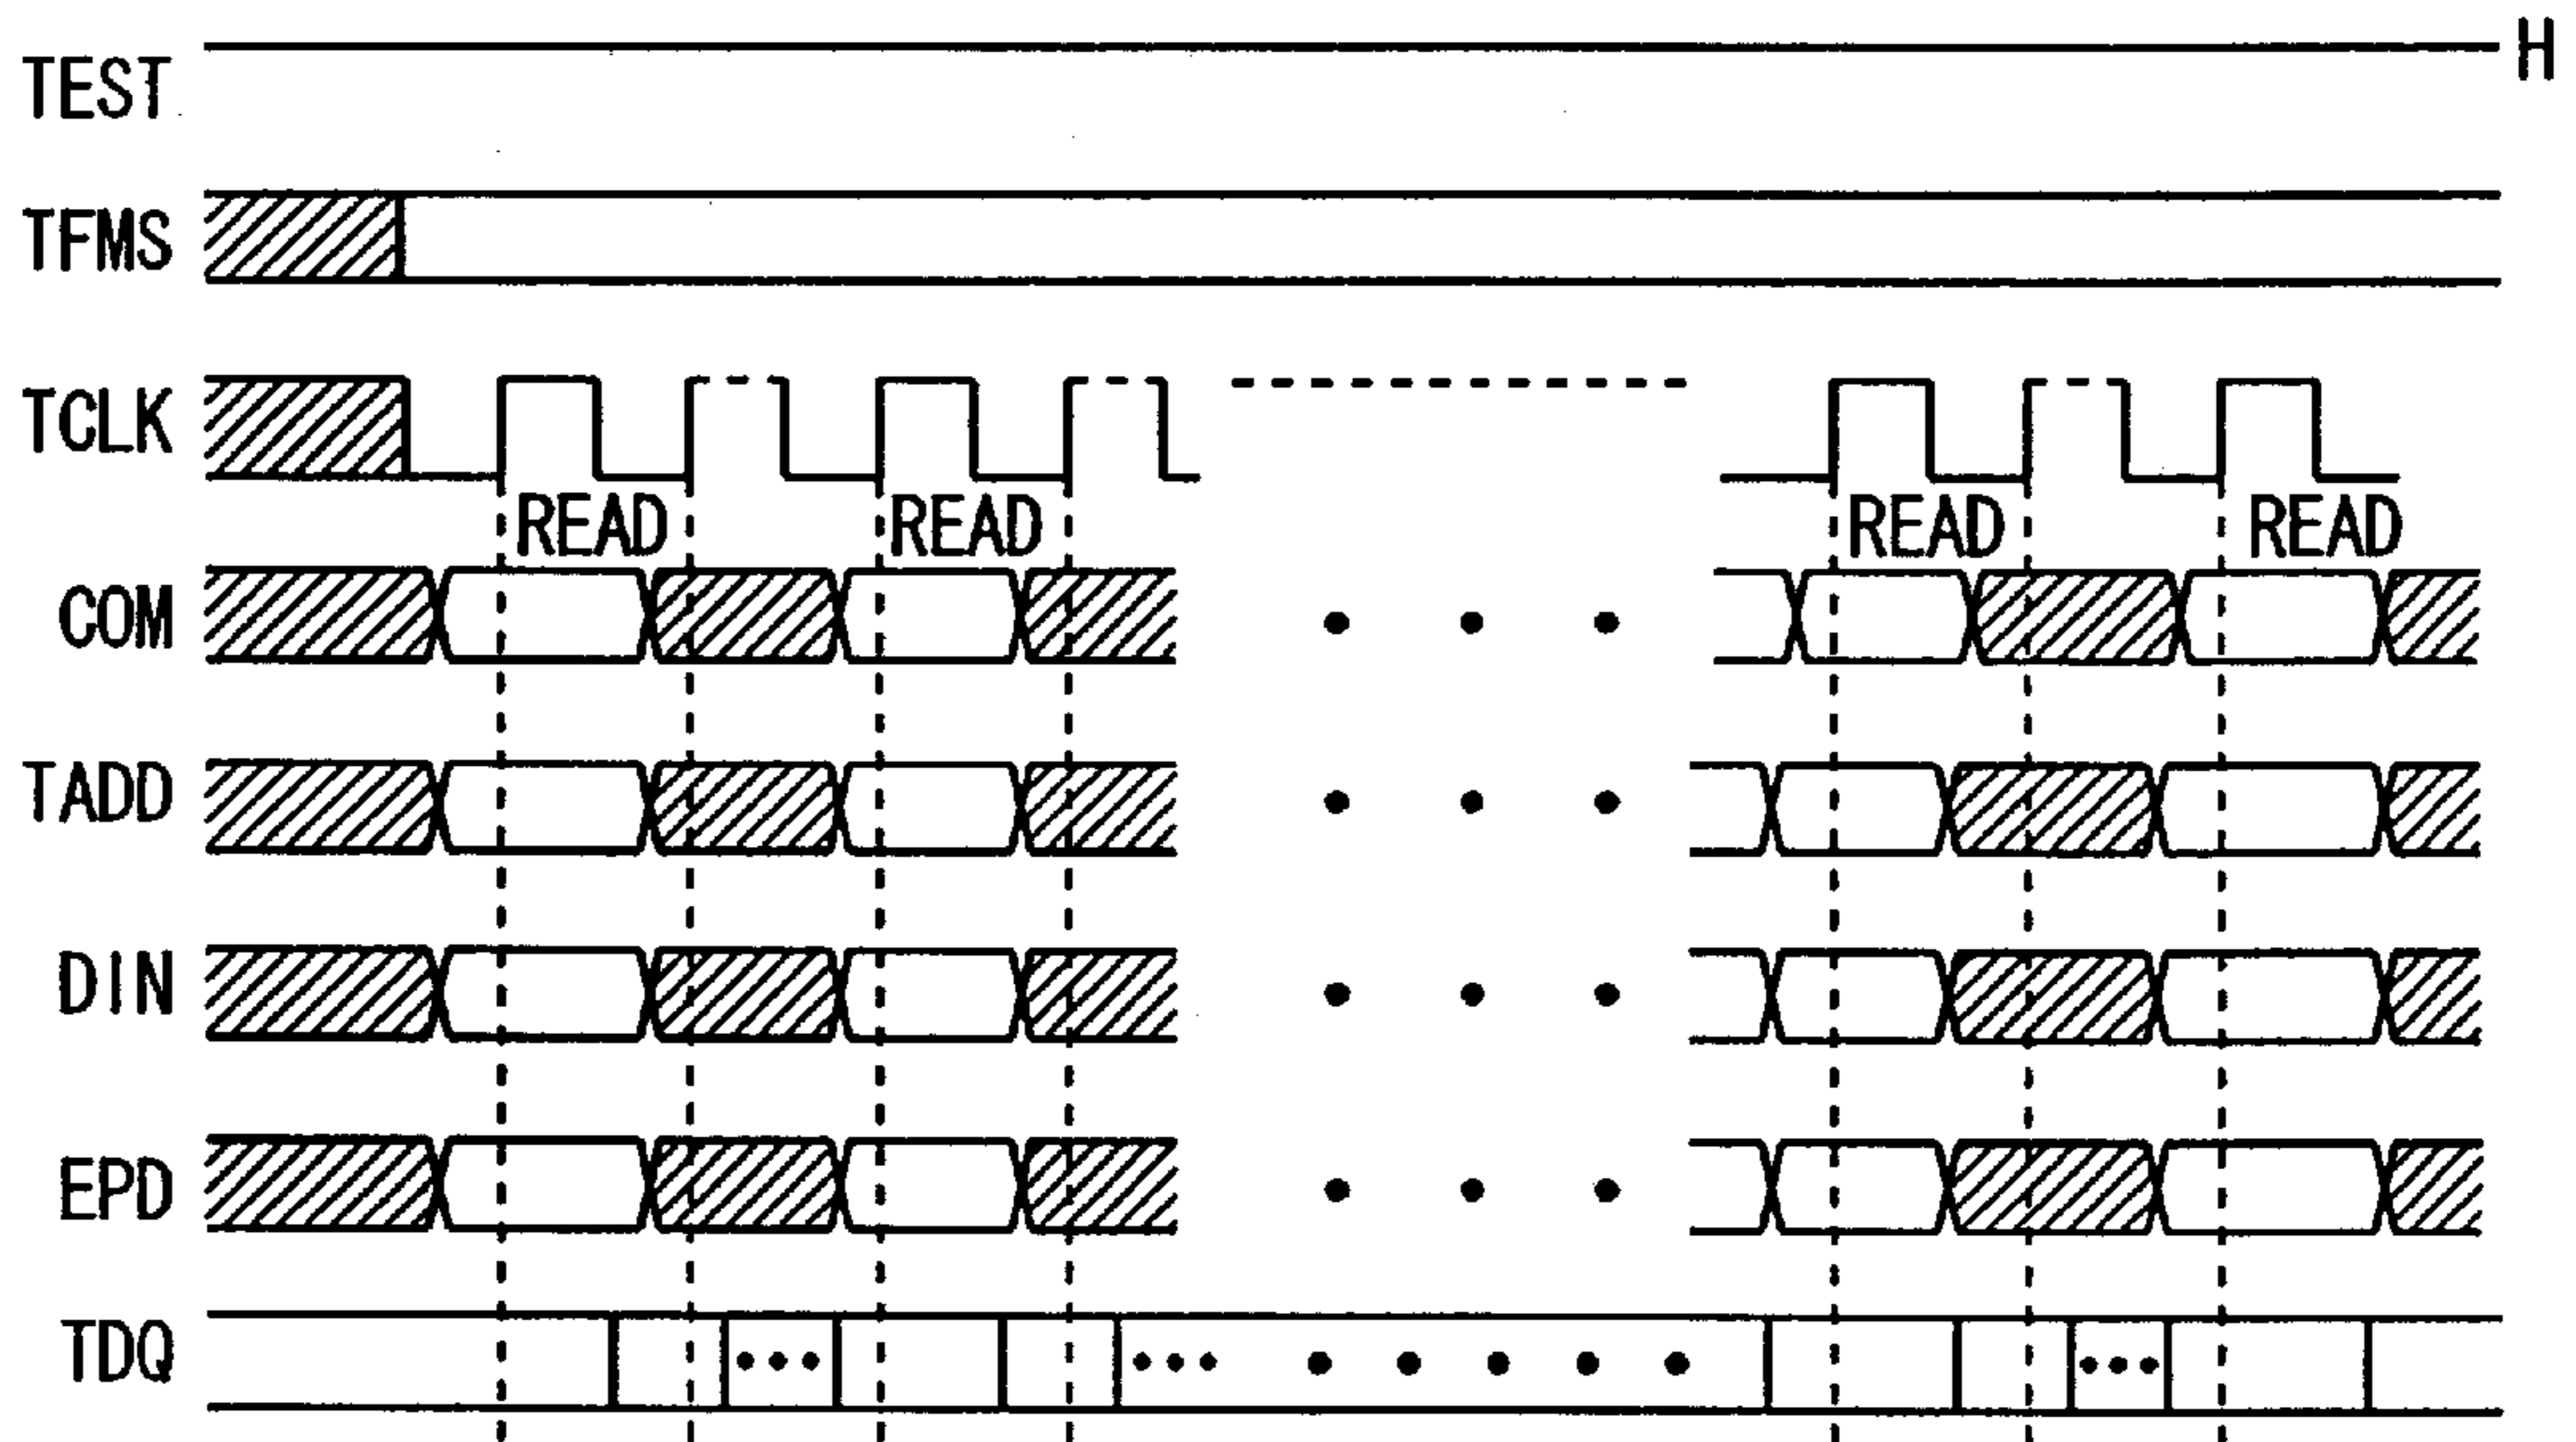 TEST H
TFMS
TCLK
READ READ READ READ
COM
TADD
DIN
EPD
TDQ